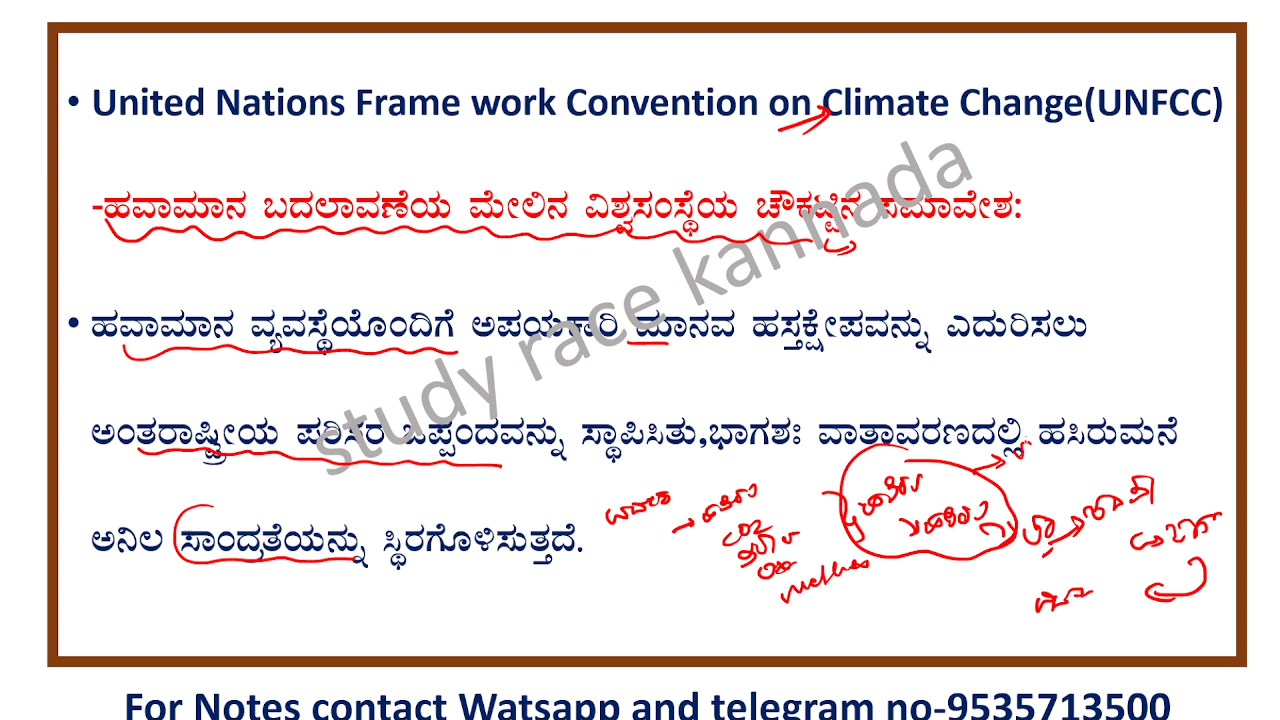 • United Nations Frame work Convention on Climate Change(UNFCC)
-ಹವಾಮಾನ ಬದಲಾವಣೆಯ ಮೇಲಿನ ವಿಶ್ವಸಂಸ್ಥೆಯ ಚೌಕಟ್ಟಿನ ಸಮಾವೇಶ:
• ಹವಾಮಾನ ವ್ಯವಸ್ಥೆಯೊಂದಿಗೆ ಅಪಯಕಾರಿ ಮಾನವ ಹಸ್ತಕ್ಷೇಪವನ್ನು ಎದುರಿಸಲು
ಅಂತರಾಷ್ಟ್ರೀಯ ಪರಿಸರ ಒಪ್ಪಂದವನ್ನು ಸ್ಥಾಪಿಸಿತು,ಭಾಗಶಃ ವಾತಾವರಣದಲ್ಲಿ ಹಸಿರುಮನೆ
ಅನಿಲ ಸಾಂದ್ರತೆಯನ್ನು ಸ್ಥಿರಗೊಳಿಸುತ್ತದೆ.
study race kannada
For Notes contact Watsapp and telegram no-9535713500